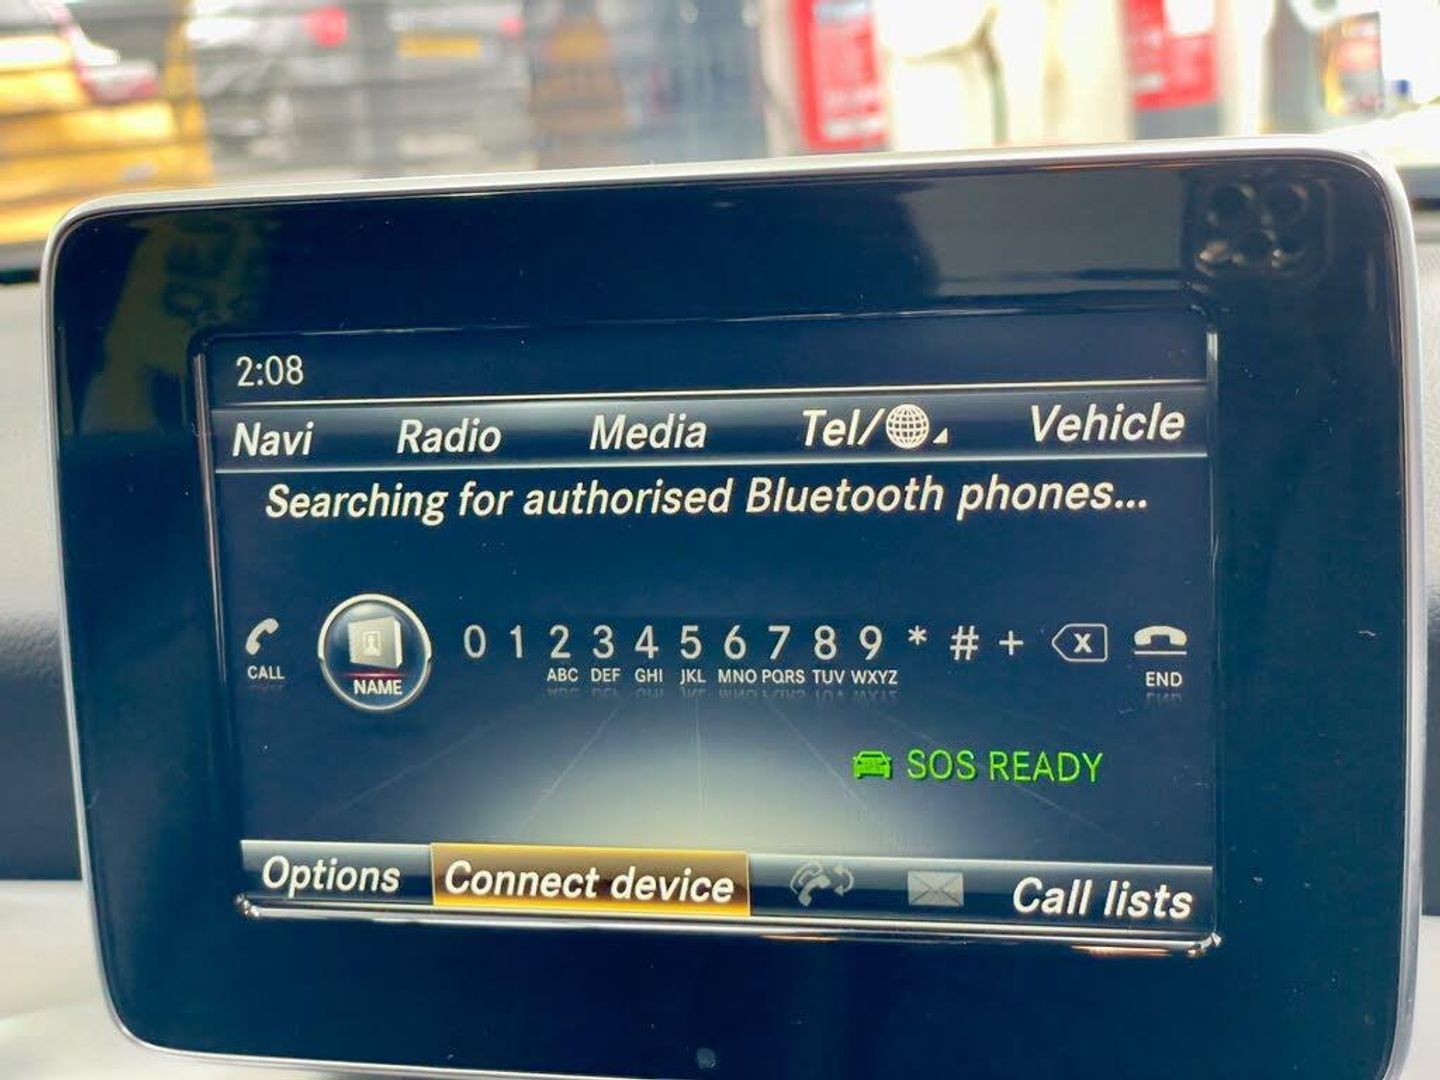 2:08
Navi Radio Media Tel/ Vehicle
Searching for authorised Bluetooth phones...
0 1 2 3 4 5 6 7 8 9 * # + X
CALL NAME ABC DEF GHI JKL MNO PQRS TUV WXYZ END
SOS READY
Options Connect device Call lists